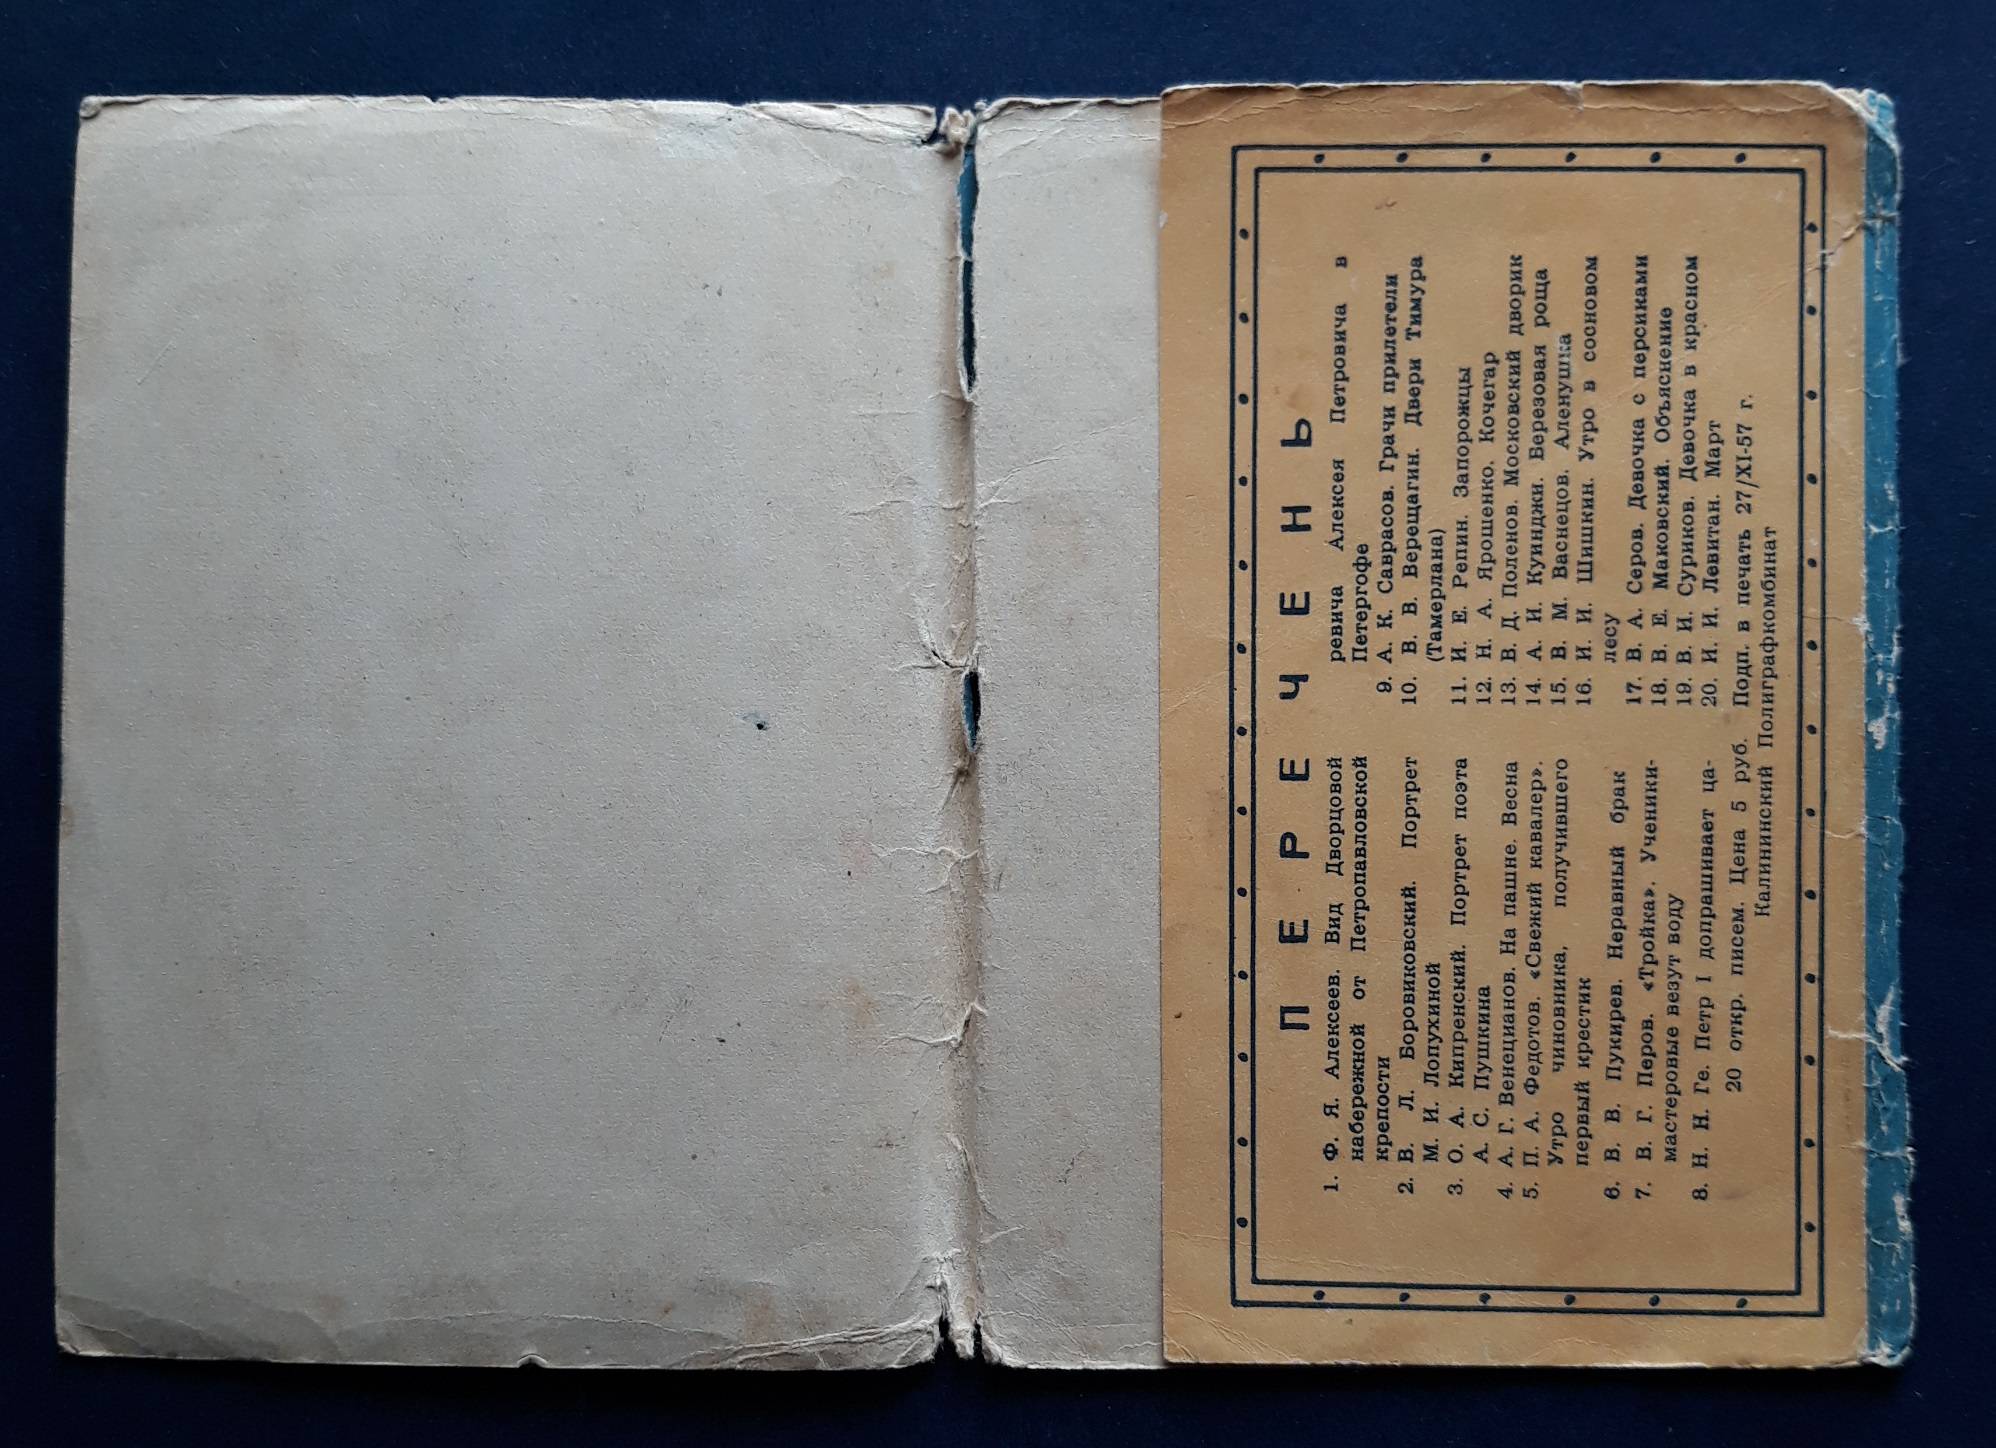 ПЕРЕЧЕНЬ
1. Ф. Я. Алексеев. Вид Дворцовой
набережной от Петропавловской
крепости
2. В. Л. Боровиковский. Портрет
М. И. Лопухиной
3. О. А. Кипренский. Портрет поэта
А. С. Пушкина
4. А. Г. Венецианов. На пашне. Весна
5. П. А. Федотов. «Свежий кавалер».
Утро чиновника, получившего
первый крестик
6. В. В. Пукирев. Неравный брак
7. В. Г. Перов. «Тройка». Ученики-
мастеровые везут воду
8. Н. Н. Ге. Петр I допрашивает ца-
ревича Алексея Петровича в
Петергофе
9. А. К. Саврасов. Грачи прилетели
10. В. В. Верещагин. Двери Тимура
(Тамерлана)
11. И. Е. Репин. Запорожцы
12. Н. А. Ярошенко. Кочегар
13. В. Д. Поленов. Московский дворик
14. А. И. Куинджи. Березовая роща
15. В. М. Васнецов. Аленушка
16. И. И. Шишкин. Утро в сосновом
лесу
17. В. А. Серов. Девочка с персиками
18. В. Е. Маковский. Объяснение
19. В. И. Суриков. Девочка в красном
20. И. И. Левитан. Март
20 откр. писем. Цена 5 руб. Подп. в печать 27/XI-57 г.
Калининский Полиграфкомбинат